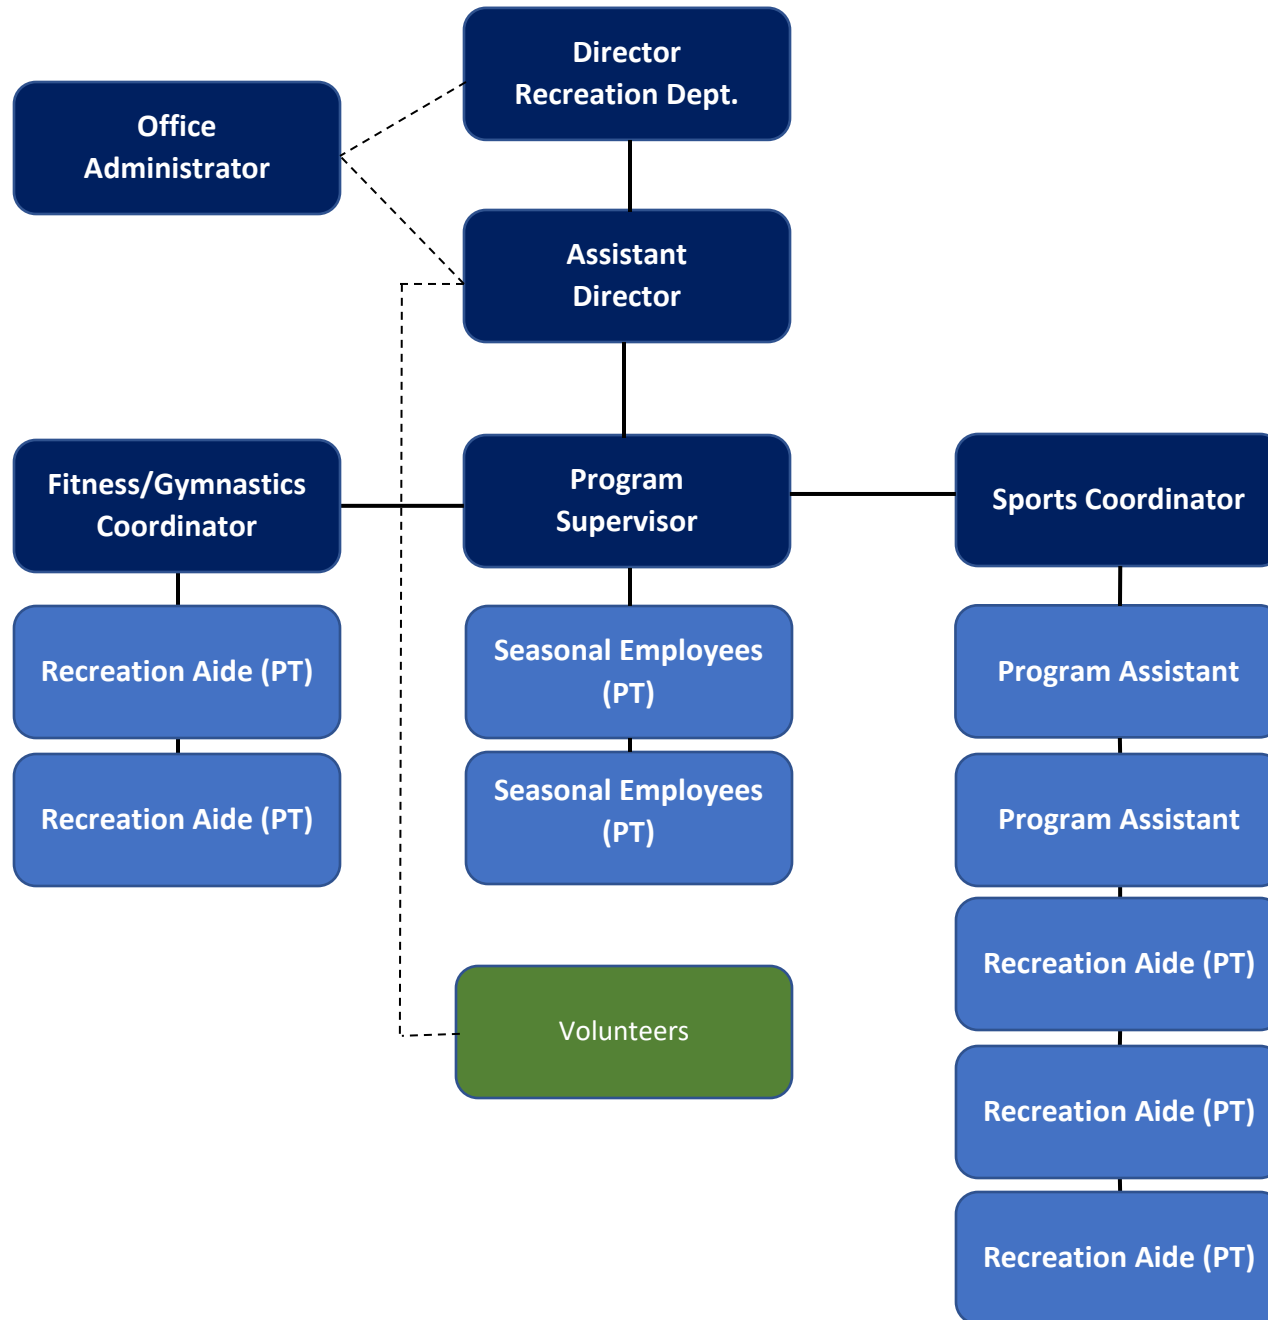 Director
Recreation Dept.
Office
Administrator
Assistant
Director
Fitness/Gymnastics
Coordinator
Program
Supervisor
Sports Coordinator
Recreation Aide (PT)
Seasonal Employees
(PT)
Program Assistant
Recreation Aide (PT)
Seasonal Employees
(PT)
Program Assistant
Recreation Aide (PT)
Volunteers
Recreation Aide (PT)
Recreation Aide (PT)